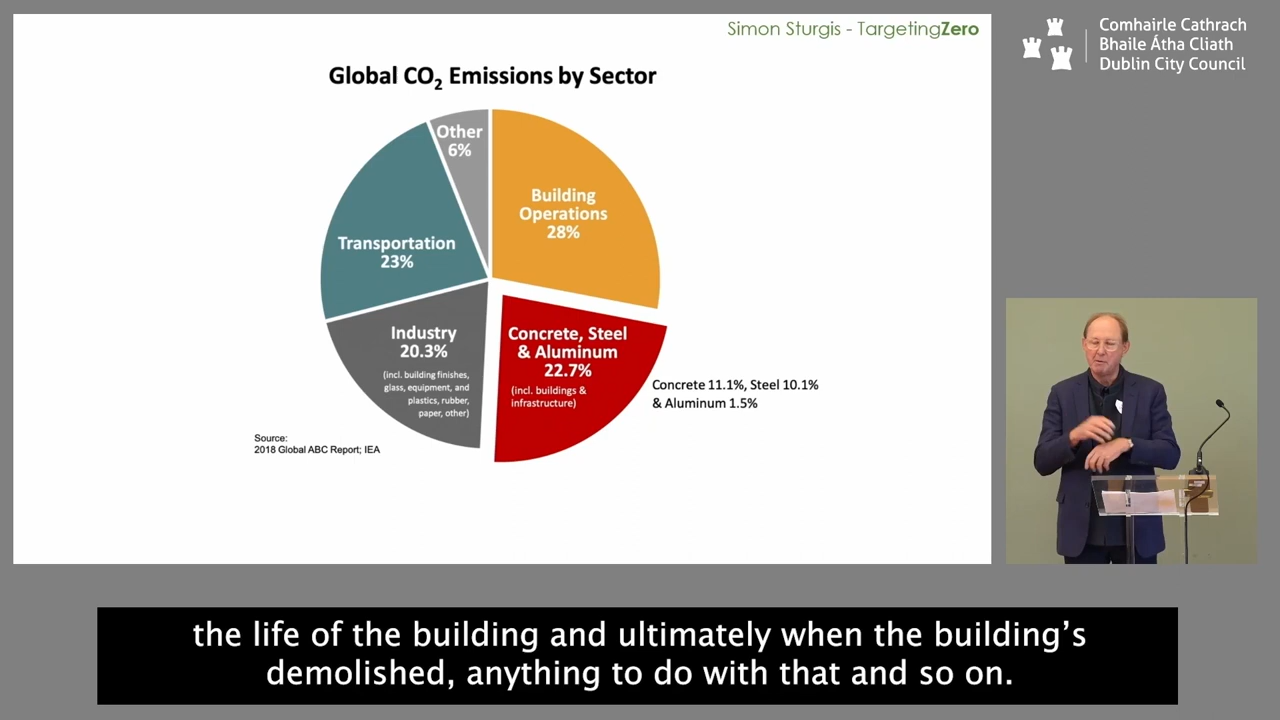 Simon Sturgis - TargetingZero
Comhairle Cathrach
Bhaile Átha Cliath
Dublin City Council
Global CO₂ Emissions by Sector
Other
6%
Building
Operations
28%
Transportation
23%
Industry
20.3%
(incl. building finishes,
glass, equipment, and
plastics, rubber,
paper, other)
Concrete, Steel
& Aluminum
22.7%
(incl. buildings &
infrastructure)
Concrete 11.1%, Steel 10.1%
& Aluminum 1.5%
Source:
2018 Global ABC Report; IEA
the life of the building and ultimately when the building’s
demolished, anything to do with that and so on.